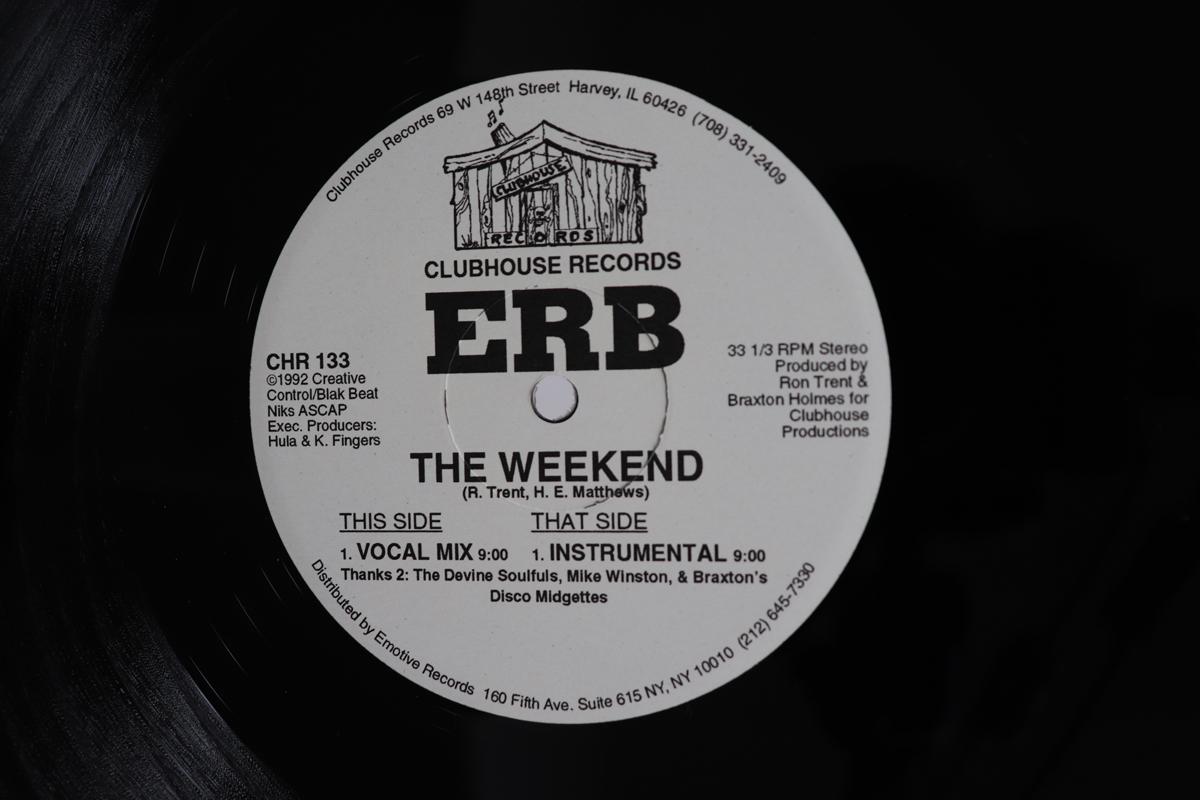 Clubhouse Records 69 W 148th Street Harvey, IL 60426 (708) 331-2409
CLUBHOUSE
RECORDS
CLUBHOUSE RECORDS
ERB
CHR 133
©1992 Creative
Control/Blak Beat
Niks ASCAP
Exec. Producers:
Hula & K. Fingers
33 1/3 RPM Stereo
Produced by
Ron Trent &
Braxton Holmes for
Clubhouse
Productions
THE WEEKEND
(R. Trent, H. E. Matthews)
THIS SIDE THAT SIDE
1. VOCAL MIX 9:00 1. INSTRUMENTAL 9:00
Thanks 2: The Devine Soulfuls, Mike Winston, & Braxton's
Disco Midgettes
Distributed by Emotive Records 160 Fifth Ave. Suite 615 NY, NY 10010 (212) 645-7330